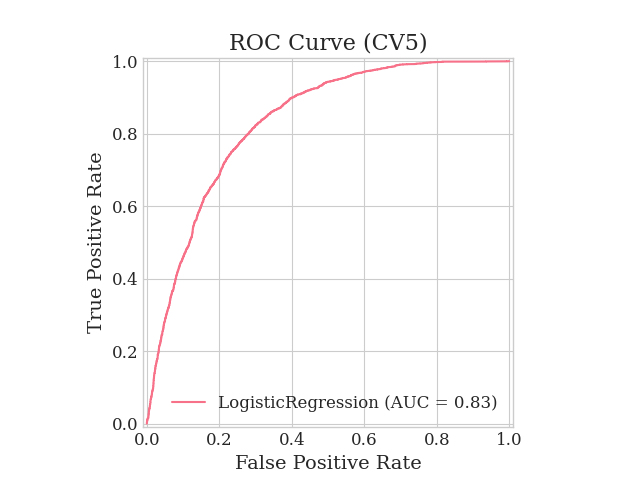 ROC Curve (CV5)
1.0
0.8
0.6
0.4
0.2
0.0
True Positive Rate
LogisticRegression (AUC = 0.83)
0.0 0.2 0.4 0.6 0.8 1.0
False Positive Rate